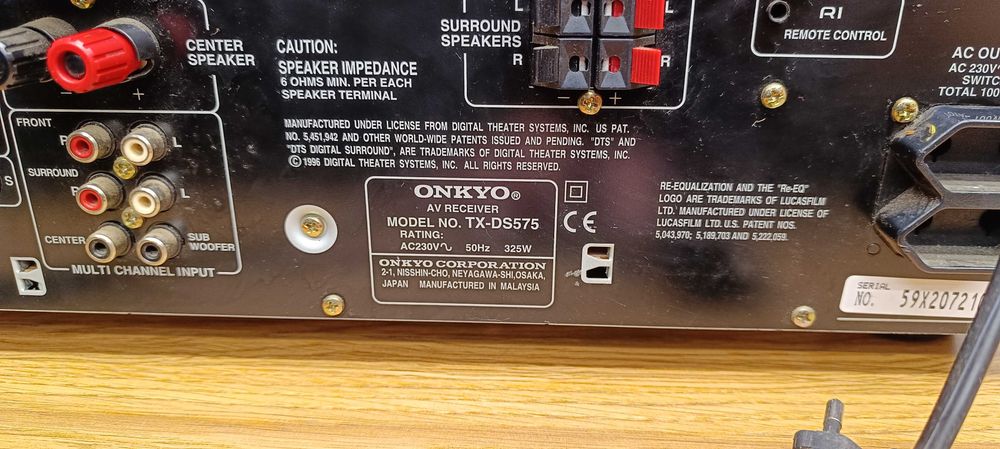 L
SURROUND
SPEAKERS
R
– +
RI
REMOTE CONTROL
CENTER
SPEAKER
– +
CAUTION:
SPEAKER IMPEDANCE
6 OHMS MIN. PER EACH
SPEAKER TERMINAL
AC OU
AC 230V
SWITC
TOTAL 100
FRONT
R L
SURROUND
R L
CENTER SUB
WOOFER
MULTI CHANNEL INPUT
S
MANUFACTURED UNDER LICENSE FROM DIGITAL THEATER SYSTEMS, INC. US PAT.
NO. 5,451,942 AND OTHER WORLD-WIDE PATENTS ISSUED AND PENDING. "DTS" AND
"DTS DIGITAL SURROUND", ARE TRADEMARKS OF DIGITAL THEATER SYSTEMS, INC.
© 1996 DIGITAL THEATER SYSTEMS, INC. ALL RIGHTS RESERVED.
ONKYO®
AV RECEIVER
MODEL NO. TX-DS575
RATING:
AC230V∿ 50Hz 325W
ONKYO CORPORATION
2-1, NISSHIN-CHO, NEYAGAWA-SHI,OSAKA,
JAPAN MANUFACTURED IN MALAYSIA
CE
RE-EQUALIZATION AND THE "Re-EQ"
LOGO ARE TRADEMARKS OF LUCASFILM
LTD. MANUFACTURED UNDER LICENSE OF
LUCASFILM LTD. U.S. PATENT NOS.
5,043,970; 5,189,703 AND 5,222,059.
SERIAL
NO. 59X20721